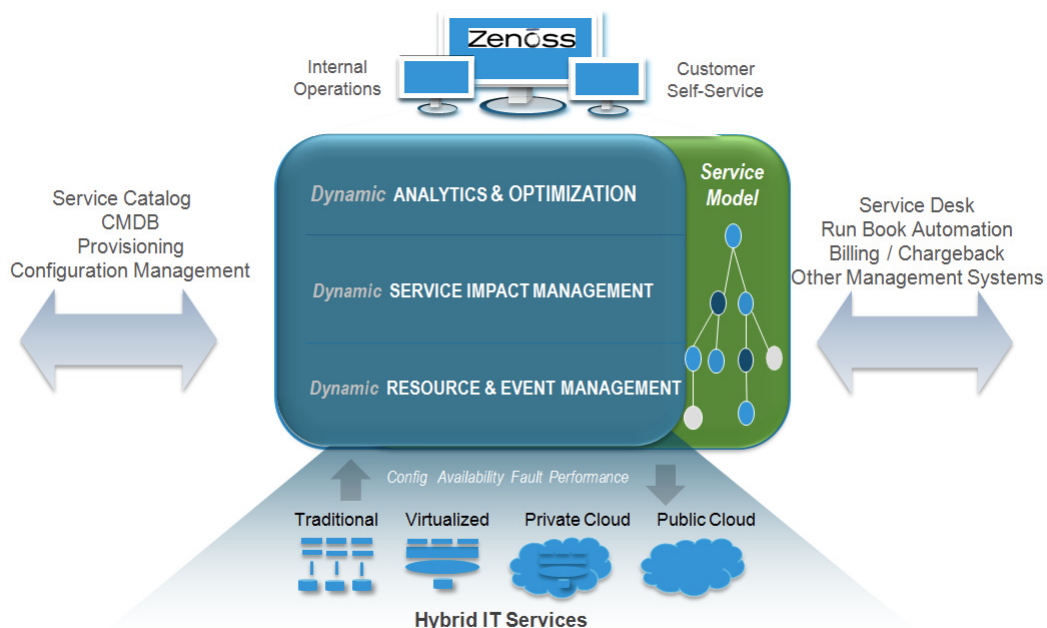 Zenoss
Internal
Operations
Customer
Self-Service
Service Catalog
CMDB
Provisioning
Configuration Management
Dynamic ANALYTICS & OPTIMIZATION
Dynamic SERVICE IMPACT MANAGEMENT
Dynamic RESOURCE & EVENT MANAGEMENT
Service
Model
Service Desk
Run Book Automation
Billing / Chargeback
Other Management Systems
Config Availability Fault Performance
Traditional Virtualized Private Cloud Public Cloud
Hybrid IT Services